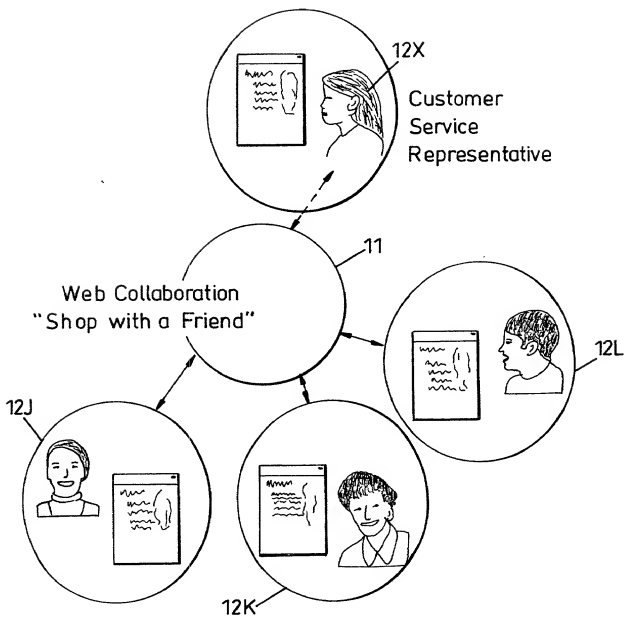 12X
Customer
Service
Representative
11
Web Collaboration
"Shop with a Friend"
12L
12J
12K